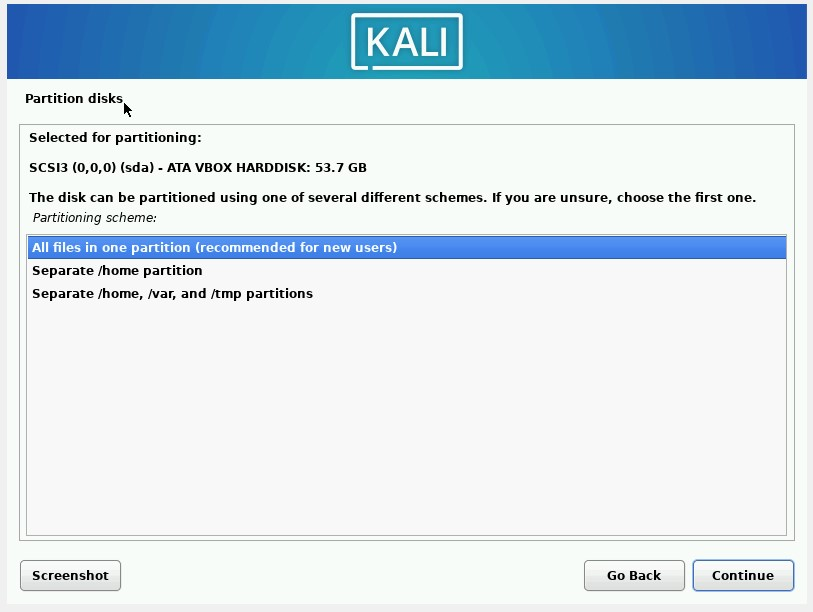 KALI
Partition disks
Selected for partitioning:
SCSI3 (0,0,0) (sda) - ATA VBOX HARDDISK: 53.7 GB
The disk can be partitioned using one of several different schemes. If you are unsure, choose the first one.
Partitioning scheme:
All files in one partition (recommended for new users)
Separate /home partition
Separate /home, /var, and /tmp partitions
Screenshot
Go Back
Continue